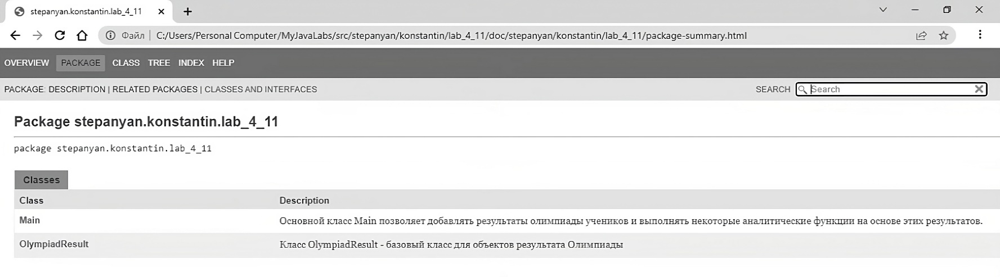 stepanyan.konstantin.lab_4_11
Файл | C:/Users/Personal Computer/MyJavaLabs/src/stepanyan/konstantin/lab_4_11/doc/stepanyan/konstantin/lab_4_11/package-summary.html
OVERVIEW PACKAGE CLASS TREE INDEX HELP
PACKAGE: DESCRIPTION | RELATED PACKAGES | CLASSES AND INTERFACES SEARCH Search
Package stepanyan.konstantin.lab_4_11
package stepanyan.konstantin.lab_4_11
Classes
Class Description
Main Основной класс Main позволяет добавлять результаты олимпиады учеников и выполнять некоторые аналитические функции на основе этих результатов.
OlympiadResult Класс OlympiadResult - базовый класс для объектов результата Олимпиады